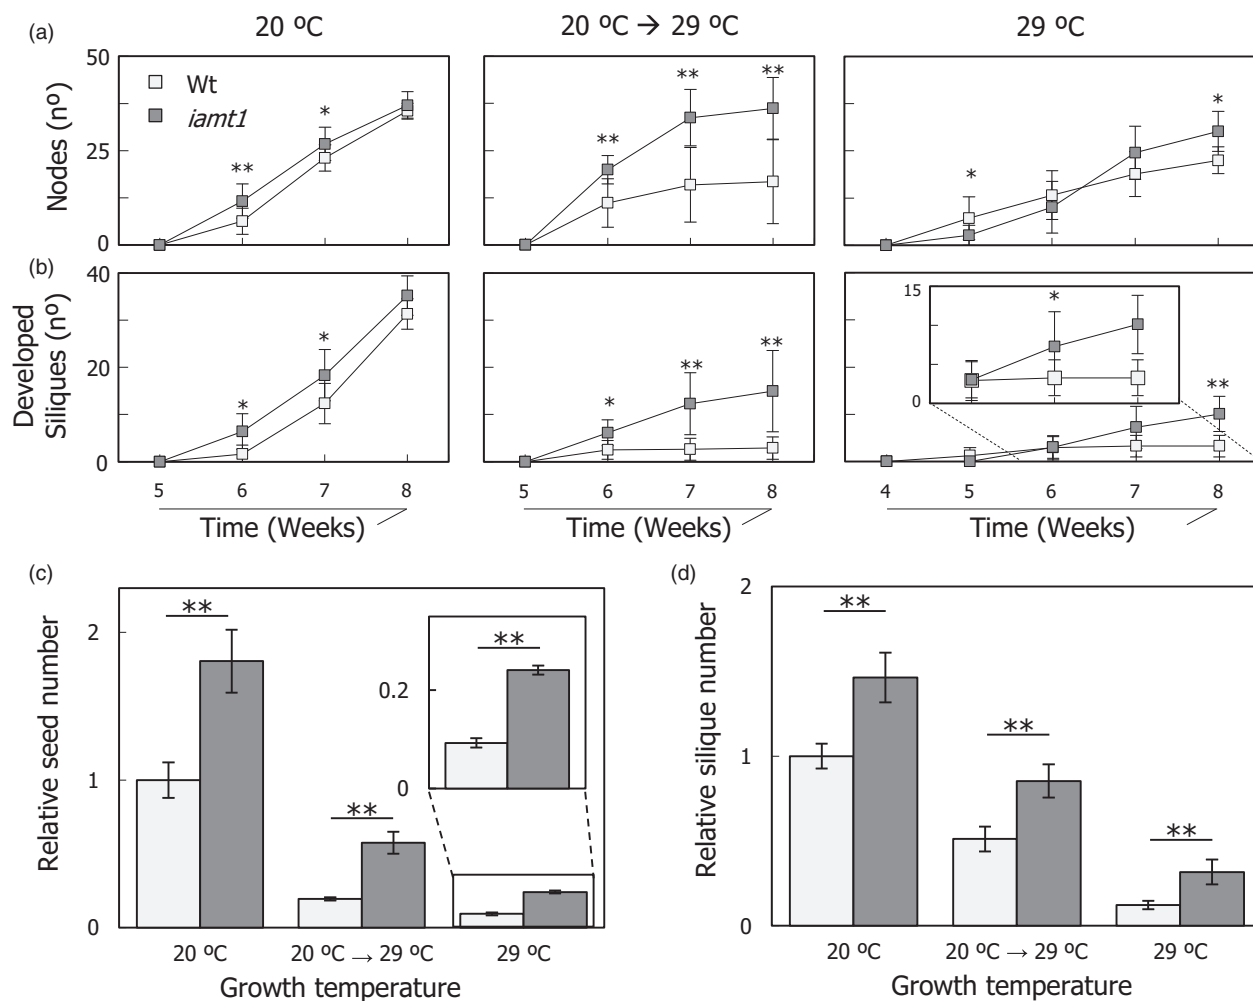 (a)
20 ºC
20 ºC → 29 ºC
29 ºC
Nodes (nº)
50
25
0
Wt
iamt1
**
*
**
**
**
*
*
(b)
Developed
Siliques (nº)
40
20
0
*
*
*
**
**
15
0
*
**
5 6 7 8
5 6 7 8
4 5 6 7 8
Time (Weeks)
Time (Weeks)
Time (Weeks)
(c)
Relative seed number
2
1
0
**
**
**
0.2
0
20 ºC
20 ºC → 29 ºC
29 ºC
Growth temperature
(d)
Relative silique number
2
1
0
**
**
**
20 ºC
20 ºC → 29 ºC
29 ºC
Growth temperature